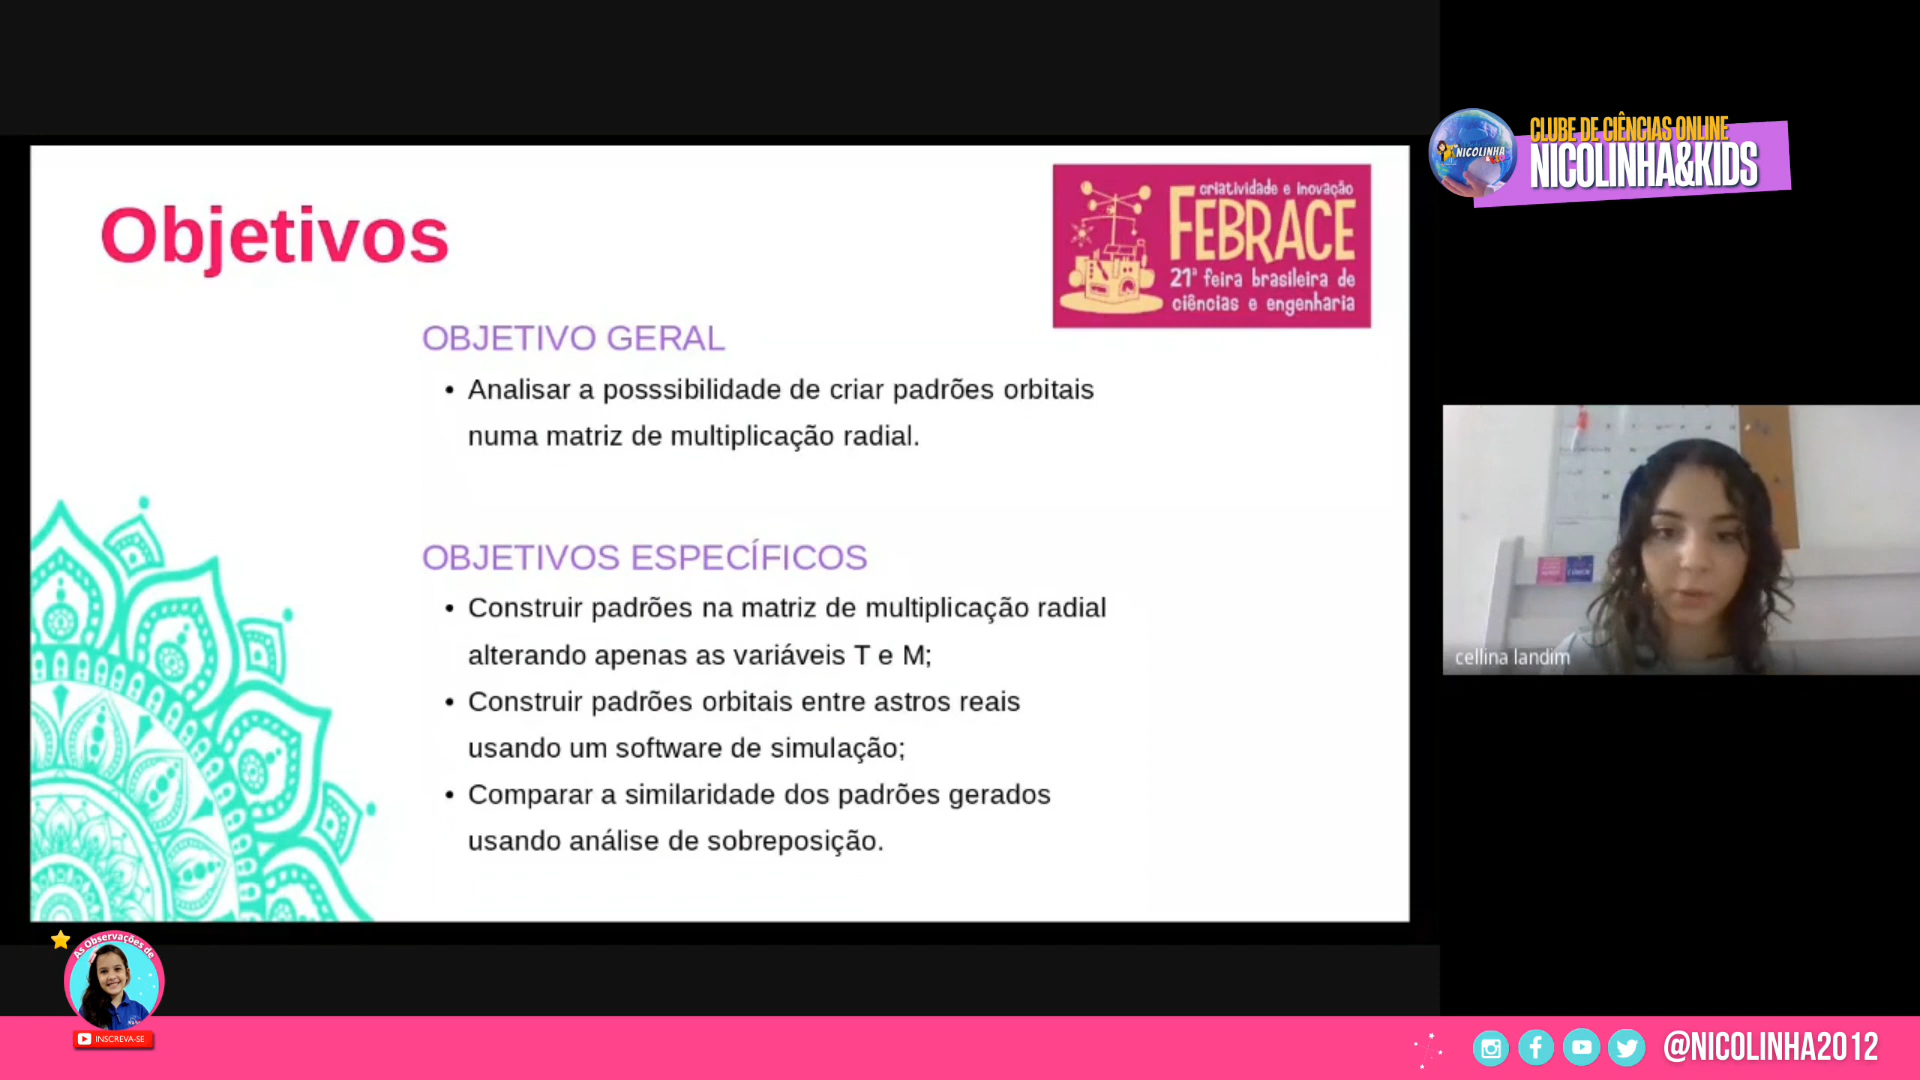 CLUBE DE CIÊNCIAS ONLINE
NICOLINHA&KIDS
NICOLINHA
Objetivos
criatividade e inovação
FEBRACE
21ª feira brasileira de
ciências e engenharia
OBJETIVO GERAL
• Analisar a posssibilidade de criar padrões orbitais
numa matriz de multiplicação radial.
OBJETIVOS ESPECÍFICOS
• Construir padrões na matriz de multiplicação radial
alterando apenas as variáveis T e M;
• Construir padrões orbitais entre astros reais
usando um software de simulação;
• Comparar a similaridade dos padrões gerados
usando análise de sobreposição.
cellina landim
As Observações de
INSCREVA-SE
@NICOLINHA2012